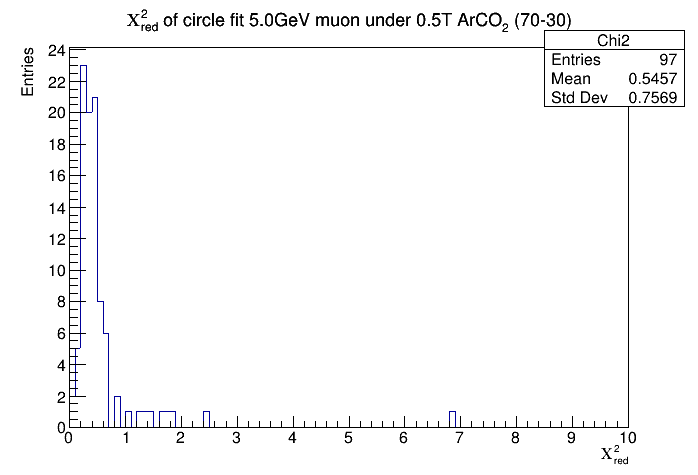 χ²red of circle fit 5.0GeV muon under 0.5T ArCO₂ (70-30)
Chi2
Entries 97
Mean 0.5457
Std Dev 0.7569
Entries
24
22
20
18
16
14
12
10
8
6
4
2
0
0 1 2 3 4 5 6 7 8 9 10
χ²red